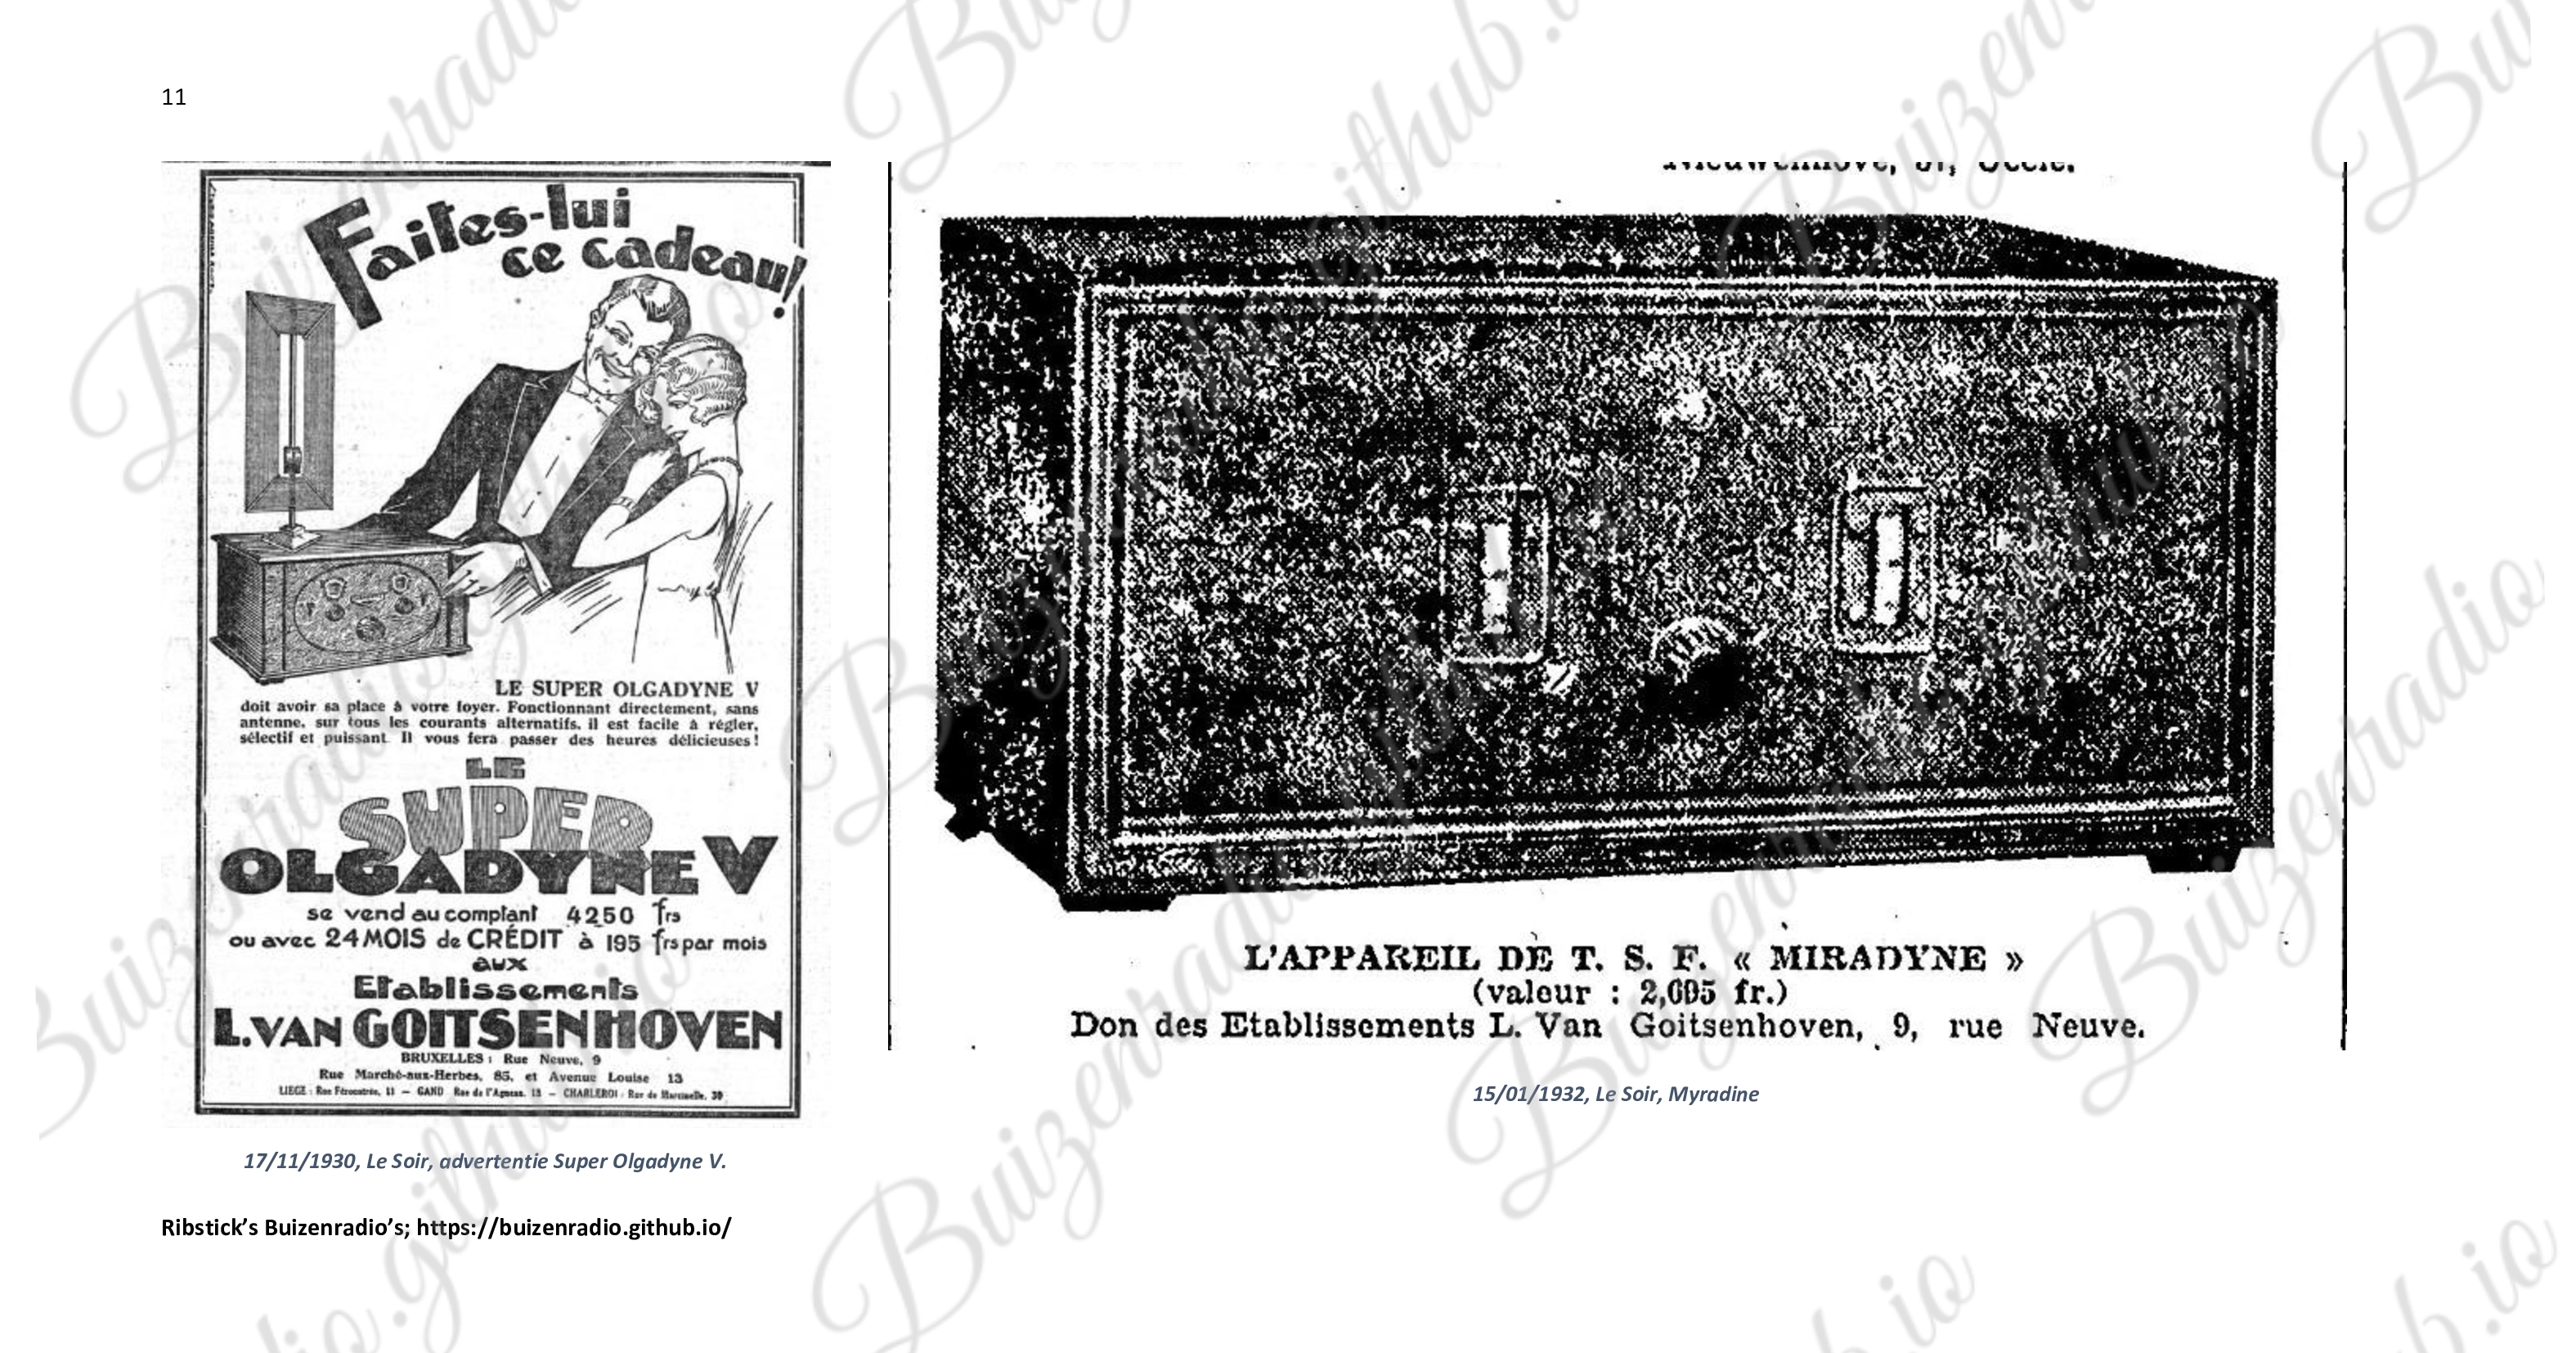 11
Faites-lui
ce cadeau!
LE SUPER OLGADYNE V
doit avoir sa place à votre foyer. Fonctionnant directement, sans
antenne, sur tous les courants alternatifs, il est facile à régler,
sélectif et puissant Il vous fera passer des heures délicieuses!
LE
SUPER
OLGADYNE V
se vend au comptant 4250 frs
ou avec 24 MOIS de CRÉDIT à 195 frs par mois
aux
Etablissements
L. VAN GOITSENHOVEN
BRUXELLES : Rue Neuve, 9
Rue Marché-aux-Herbes, 85, et Avenue Louise 13
LIEGE : Rue Féronstrée, 11 — GAND Rue de l'Agneau, 13 — CHARLEROI : Rue de Marcinelle, 30
17/11/1930, Le Soir, advertentie Super Olgadyne V.
L'APPAREIL DE T. S. F. « MIRADYNE »
(valeur : fr.)
Don des Etablissements L. Van Goitsenhoven, 9, rue Neuve.
15/01/1932, Le Soir, Myradine
Ribstick's Buizenradio's; https://buizenradio.github.io/
Buizenradio.github.io